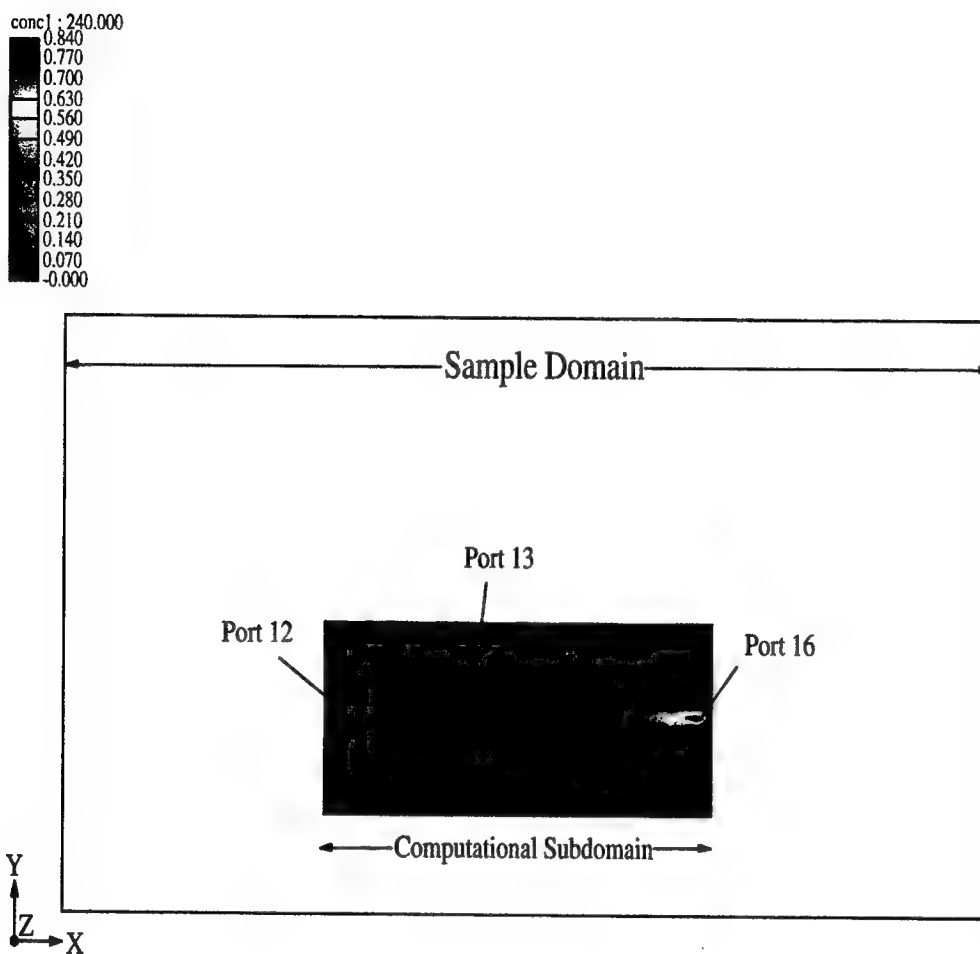 conc1 : 240.000
0.840
0.770
0.700
0.630
0.560
0.490
0.420
0.350
0.280
0.210
0.140
0.070
-0.000
Sample Domain
Port 13
Port 12
Port 16
Computational Subdomain
Y
Z
X